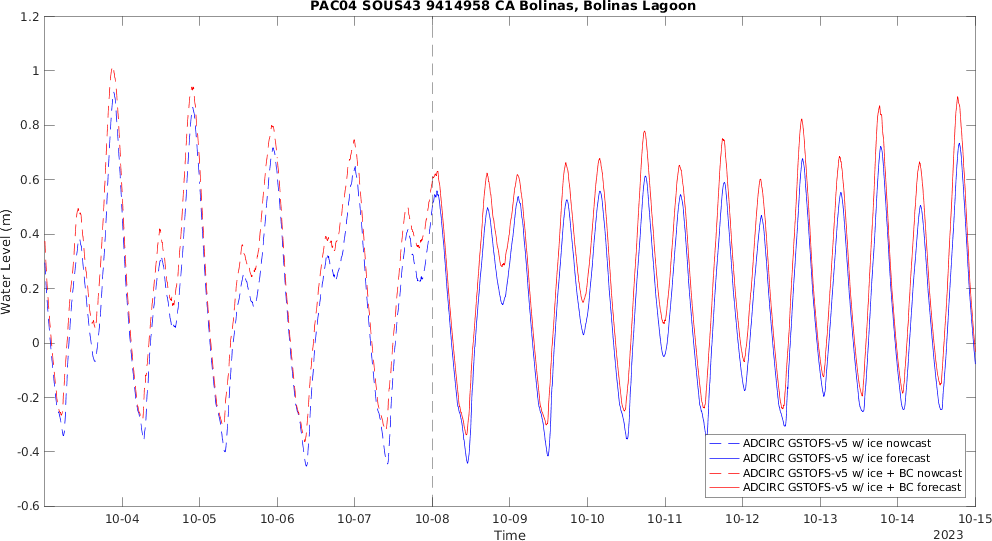 PAC04 SOUS43 9414958 CA Bolinas, Bolinas Lagoon
1.2
1
0.8
0.6
0.4
0.2
0
-0.2
-0.4
-0.6
Water Level (m)
10-04 10-05 10-06 10-07 10-08 10-09 10-10 10-11 10-12 10-13 10-14 10-15
Time
2023
ADCIRC GSTOFS-v5 w/ ice nowcast
ADCIRC GSTOFS-v5 w/ ice forecast
ADCIRC GSTOFS-v5 w/ ice + BC nowcast
ADCIRC GSTOFS-v5 w/ ice + BC forecast